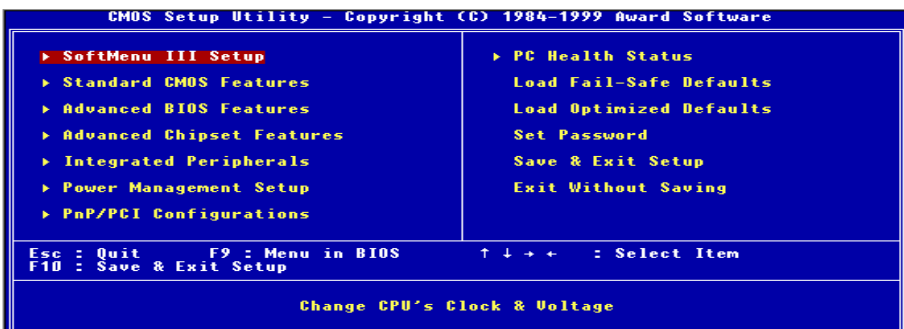 CMOS Setup Utility - Copyright (C) 1984-1999 Award Software
▶ SoftMenu III Setup
▶ Standard CMOS Features
▶ Advanced BIOS Features
▶ Advanced Chipset Features
▶ Integrated Peripherals
▶ Power Management Setup
▶ PnP/PCI Configurations
▶ PC Health Status
Load Fail-Safe Defaults
Load Optimized Defaults
Set Password
Save & Exit Setup
Exit Without Saving
Esc : Quit F9 : Menu in BIOS ↑ ↓ → ← : Select Item
F10 : Save & Exit Setup
Change CPU's Clock & Voltage